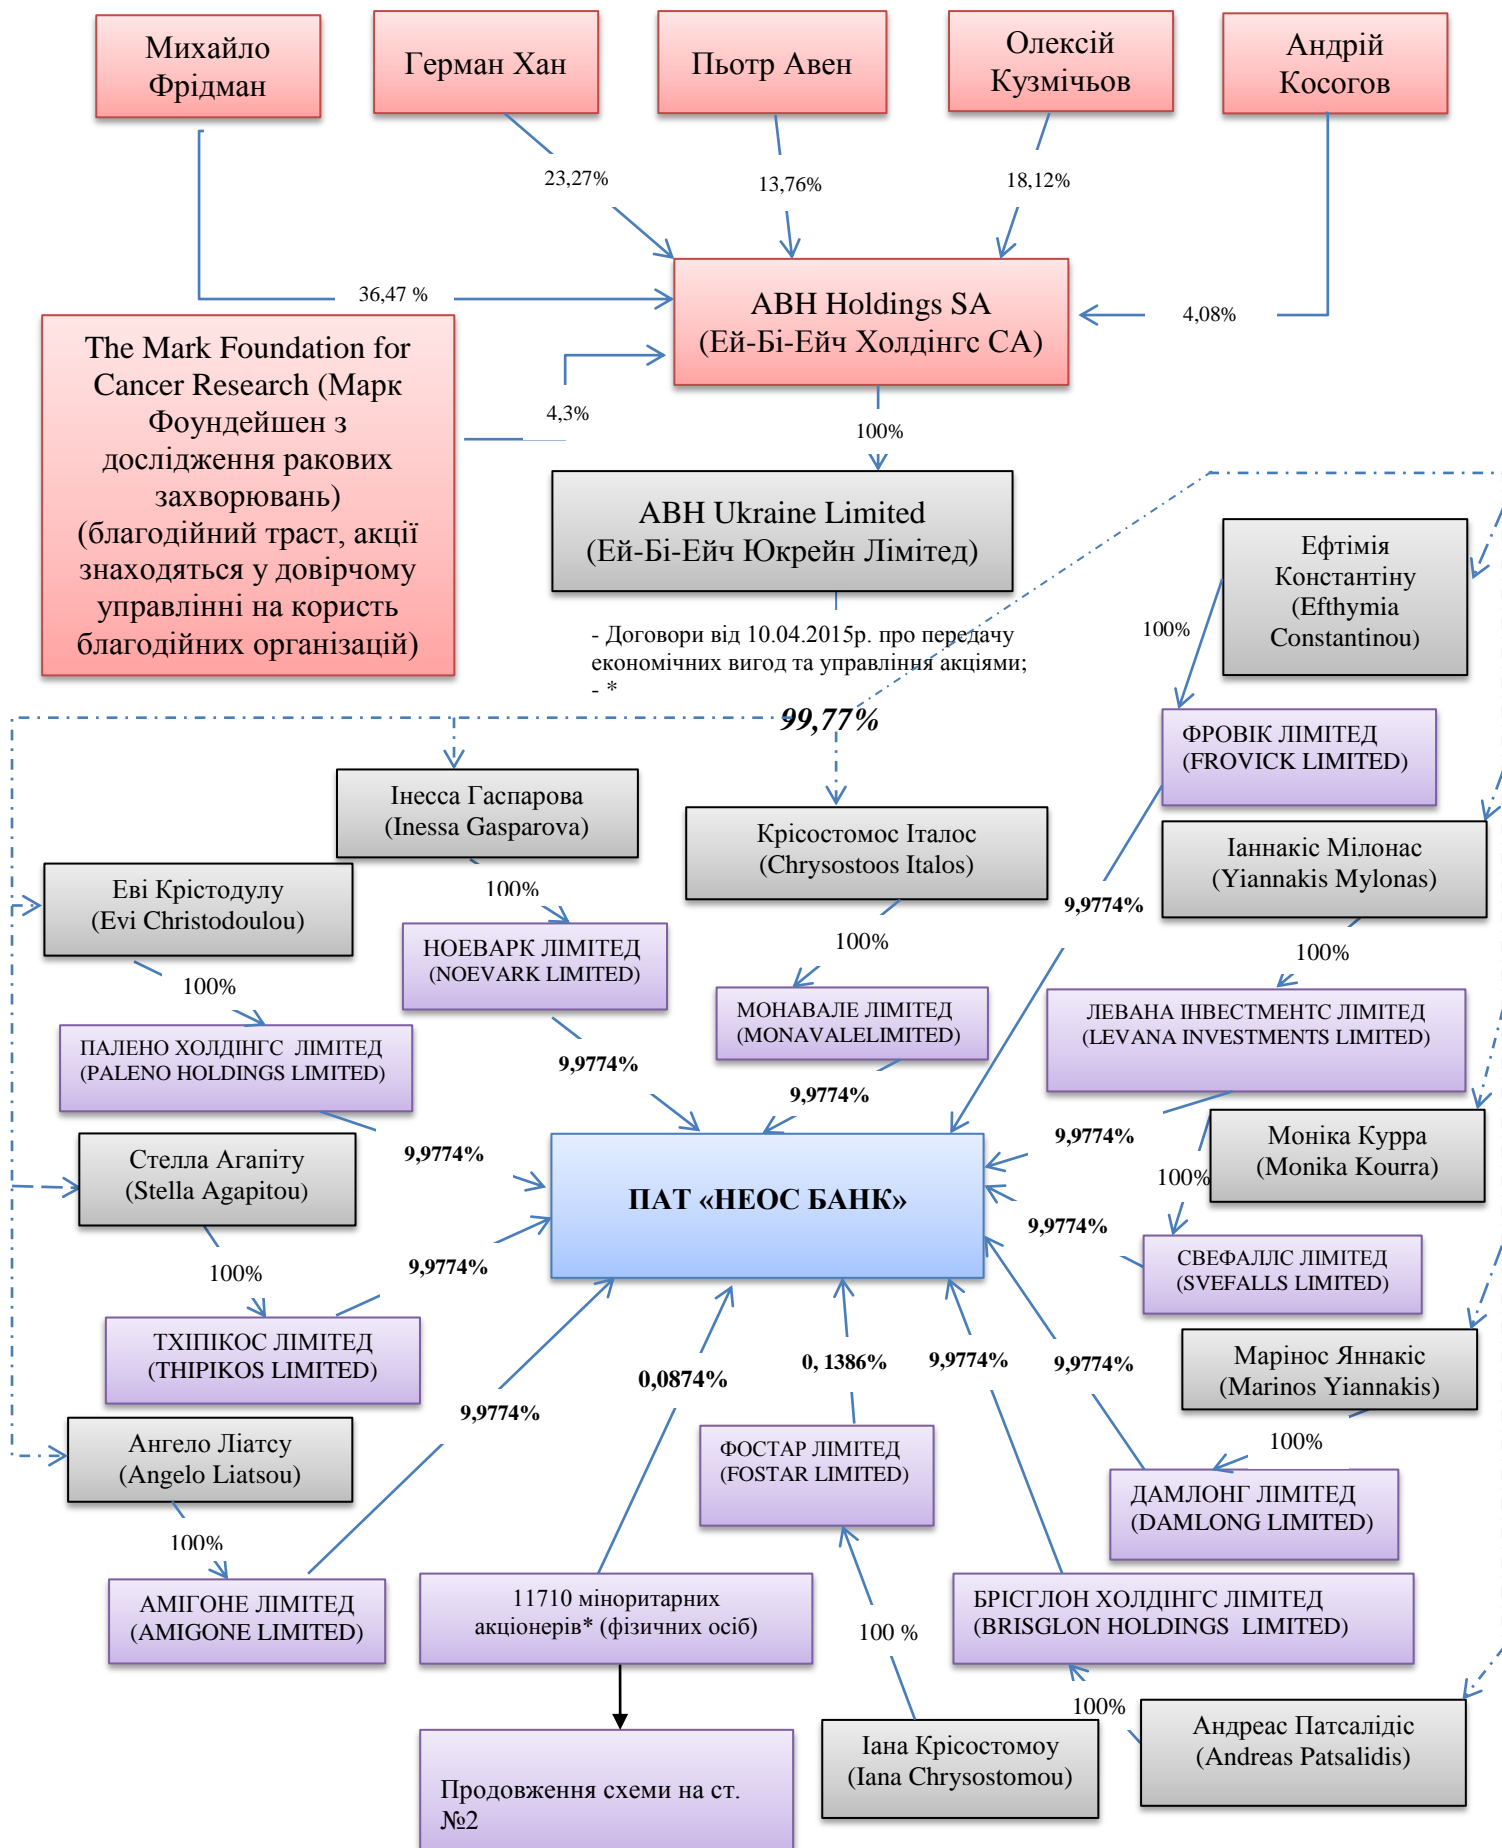 Михайло
Фрідман
Герман Хан
Пьотр Авен
Олексій
Кузмічьов
Андрій
Косогов
23,27%
13,76%
18,12%
36,47 %
4,08%
ABH Holdings SA
(Ей-Бі-Ейч Холдінгс СА)
The Mark Foundation for
Cancer Research (Марк
Фоундейшен з
дослідження ракових
захворювань)
(благодійний траст, акції
знаходяться у довірчому
управлінні на користь
благодійних організацій)
4,3%
100%
ABH Ukraine Limited
(Ей-Бі-Ейч Юкрейн Лімітед)
- Договори від 10.04.2015р. про передачу
економічних вигод та управління акціями;
- *
99,77%
Ефтімія
Константіну
(Efthymia
Constantinou)
100%
ФРОВІК ЛІМІТЕД
(FROVICK LIMITED)
Інесса Гаспарова
(Inessa Gasparova)
Крісостомос Італос
(Chrysostoos Italos)
Іаннакіс Мілонас
(Yiannakis Mylonas)
Еві Крістодулу
(Evi Christodoulou)
100%
9,9774%
НОЕВАРК ЛІМІТЕД
(NOEVARK LIMITED)
100%
100%
100%
МОНАВАЛЕ ЛІМІТЕД
(MONAVALELIMITED)
ЛЕВАНА ІНВЕСТМЕНТС ЛІМІТЕД
(LEVANA INVESTMENTS LIMITED)
ПАЛЕНО ХОЛДІНГС  ЛІМІТЕД
(PALENO HOLDINGS LIMITED)
9,9774%
9,9774%
9,9774%
9,9774%
Моніка Курра
(Monika Kourra)
Стелла Агапіту
(Stella Agapitou)
100%
ПАТ «НЕОС БАНК»
9,9774%
СВЕФАЛЛС ЛІМІТЕД
(SVEFALLS LIMITED)
100%
9,9774%
ТХІПІКОС ЛІМІТЕД
(THIPIKOS LIMITED)
0,0874%
0, 1386%
9,9774%
9,9774%
Марінос Яннакіс
(Marinos Yiannakis)
9,9774%
Ангело Ліатсу
(Angelo Liatsou)
ФОСТАР ЛІМІТЕД
(FOSTAR LIMITED)
100%
ДАМЛОНГ ЛІМІТЕД
(DAMLONG LIMITED)
100%
АМІГОНЕ ЛІМІТЕД
(AMIGONE LIMITED)
11710 міноритарних
акціонерів* (фізичних осіб)
100 %
БРІСГЛОН ХОЛДІНГС ЛІМІТЕД
(BRISGLON HOLDINGS  LIMITED)
100%
Іана Крісостомоу
(Iana Chrysostomou)
Андреас Патсалідіс
(Andreas Patsalidis)
Продовження схеми на ст.
№2